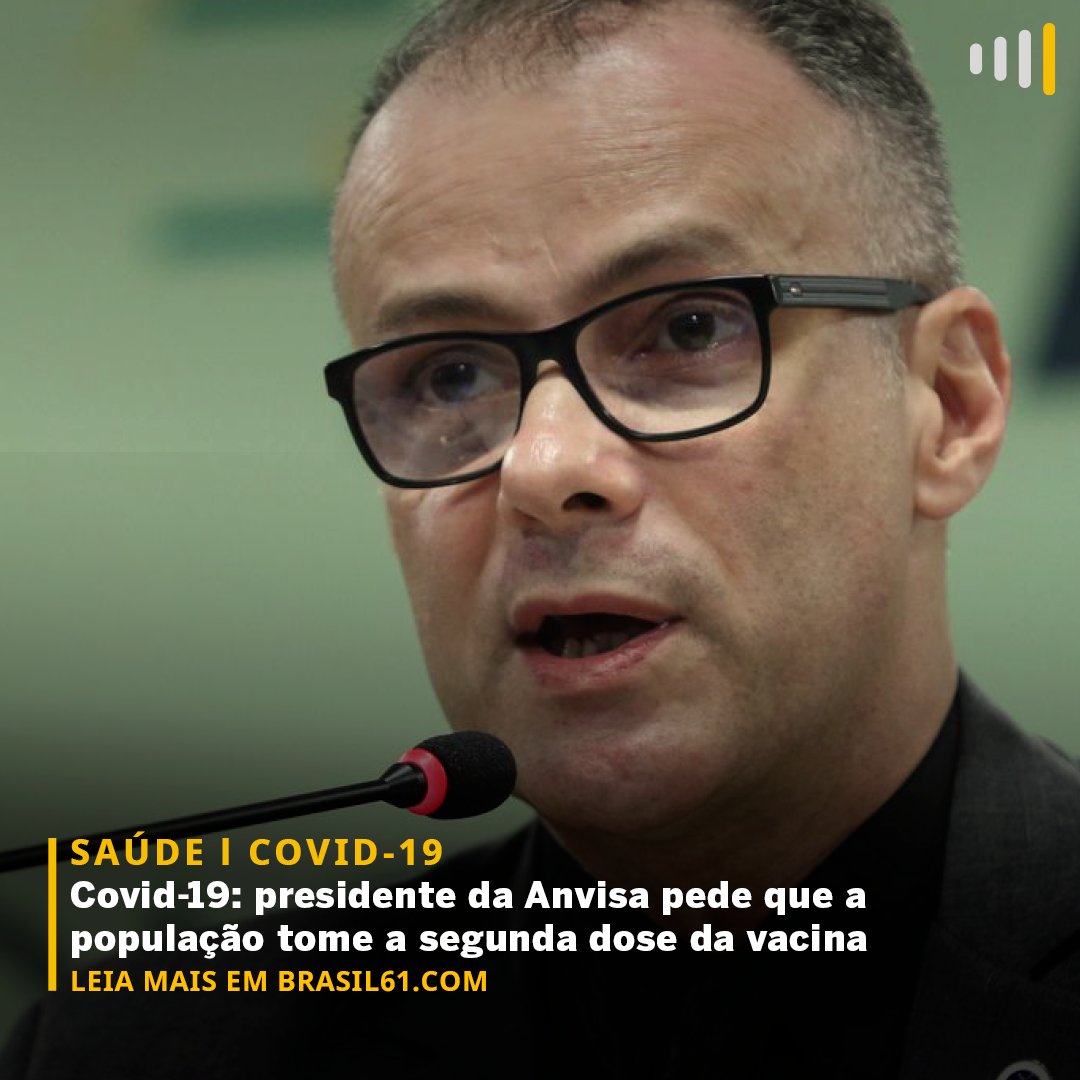 SAÚDE | COVID-19
Covid-19: presidente da Anvisa pede que a
população tome a segunda dose da vacina
LEIA MAIS EM BRASIL61.COM